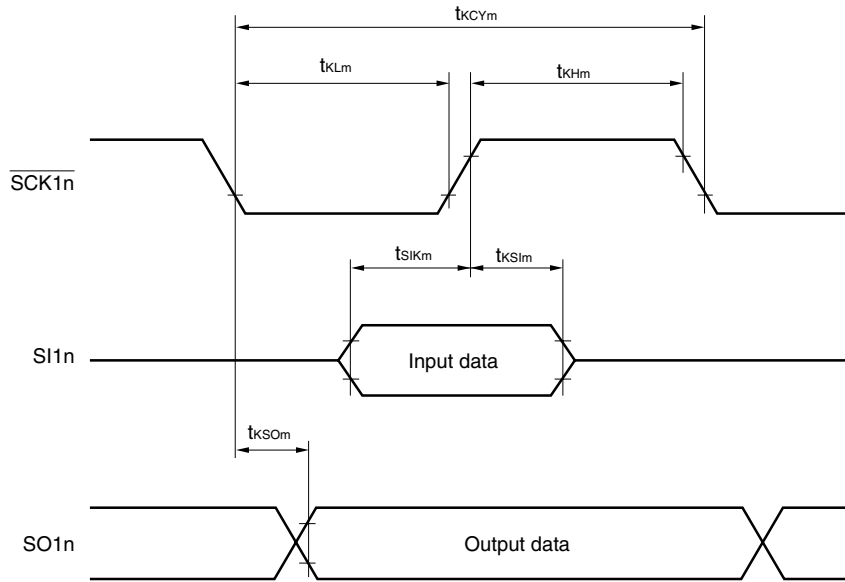 tKCYm
tKLm
tKHm
SCK1n
tSIKm
tKSIm
SI1n
Input data
tKSOm
SO1n
Output data